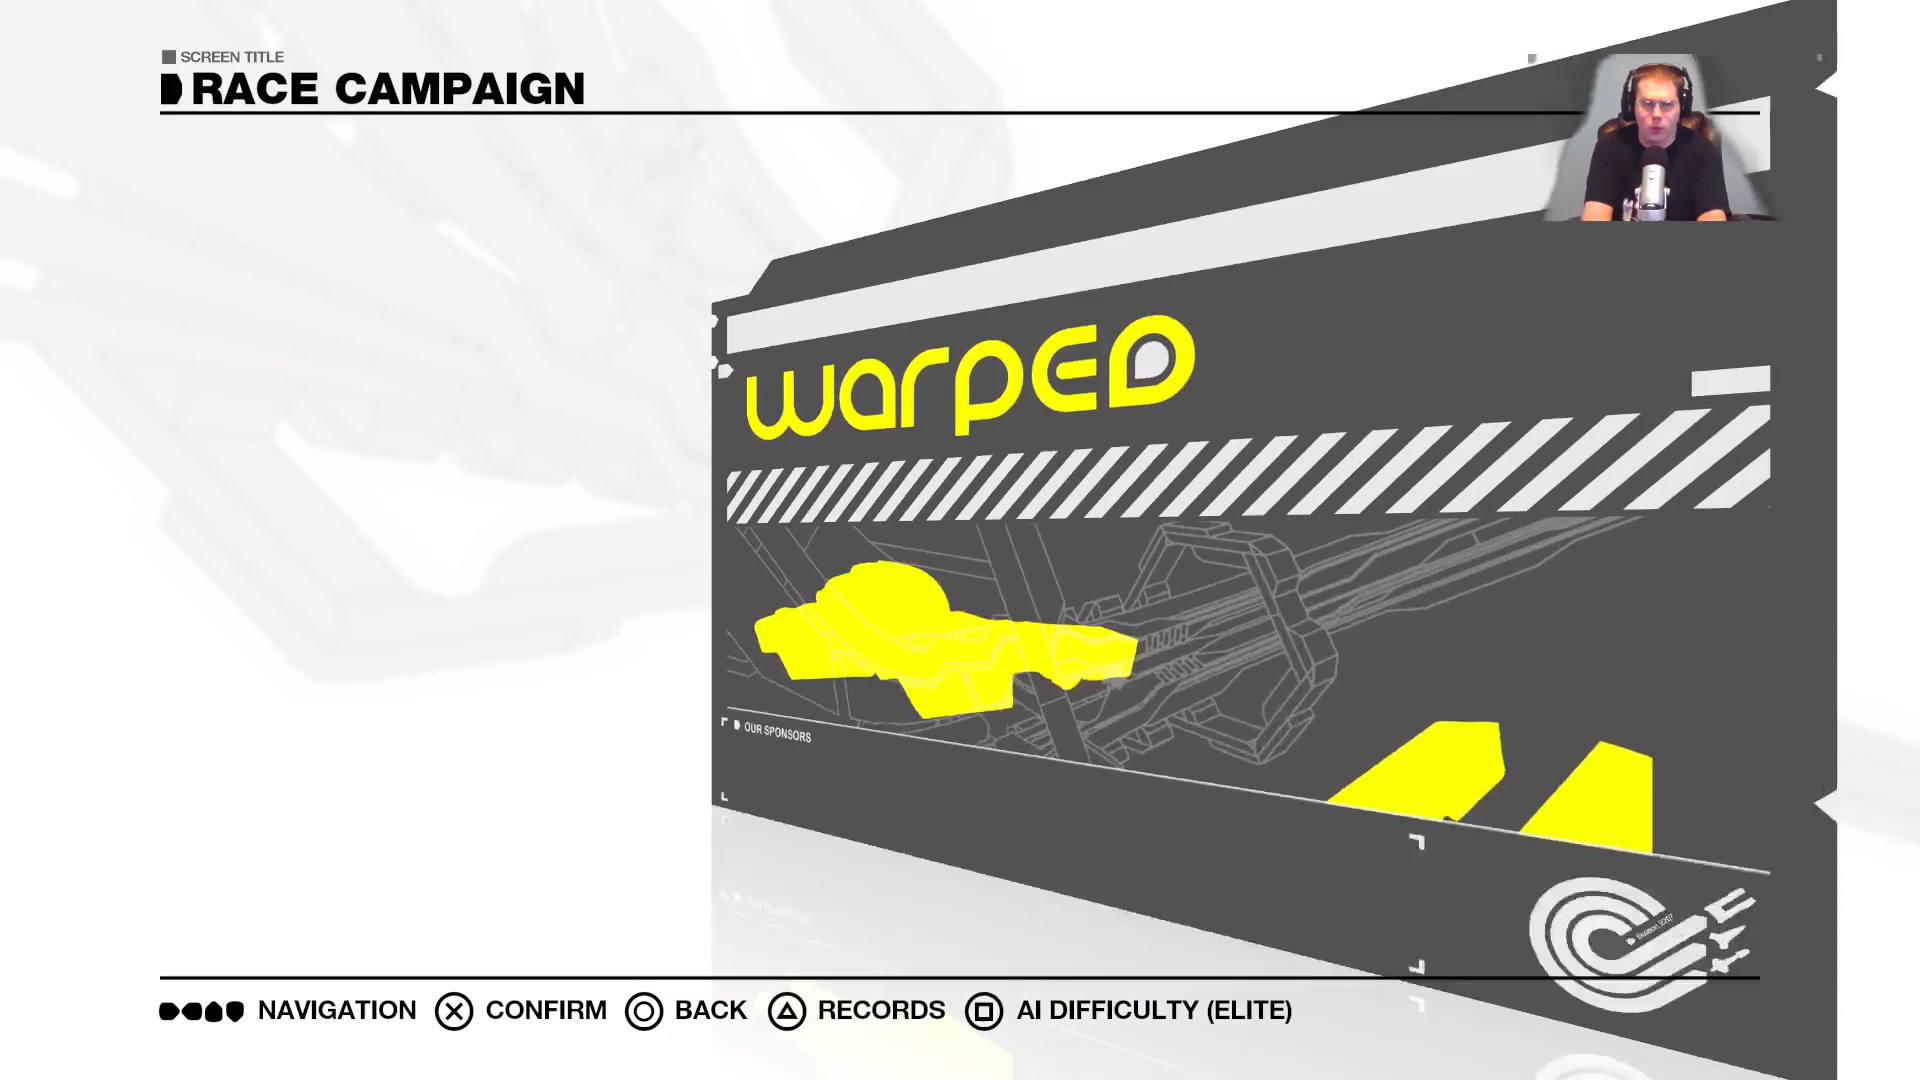 SCREEN TITLE
RACE CAMPAIGN
warped
OUR SPONSORS
NAVIGATION CONFIRM BACK RECORDS AI DIFFICULTY (ELITE)